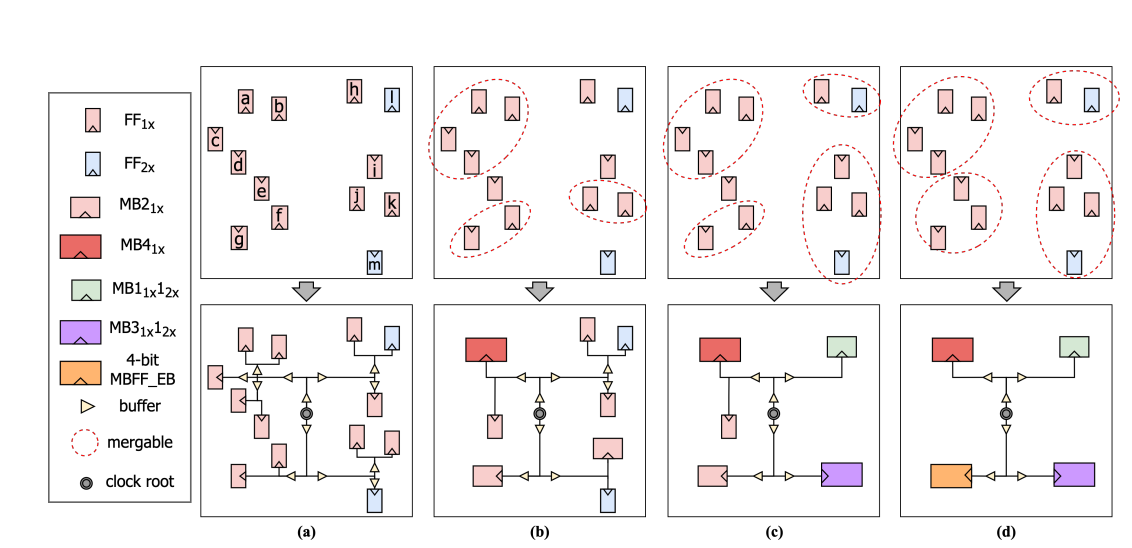 FF1x
FF2x
MB21x
MB41x
MB11x12x
MB31x12x
4-bit
MBFF_EB
buffer
mergable
clock root
a
b
h
l
c
d
i
e
j
k
f
g
m
(a)
(b)
(c)
(d)